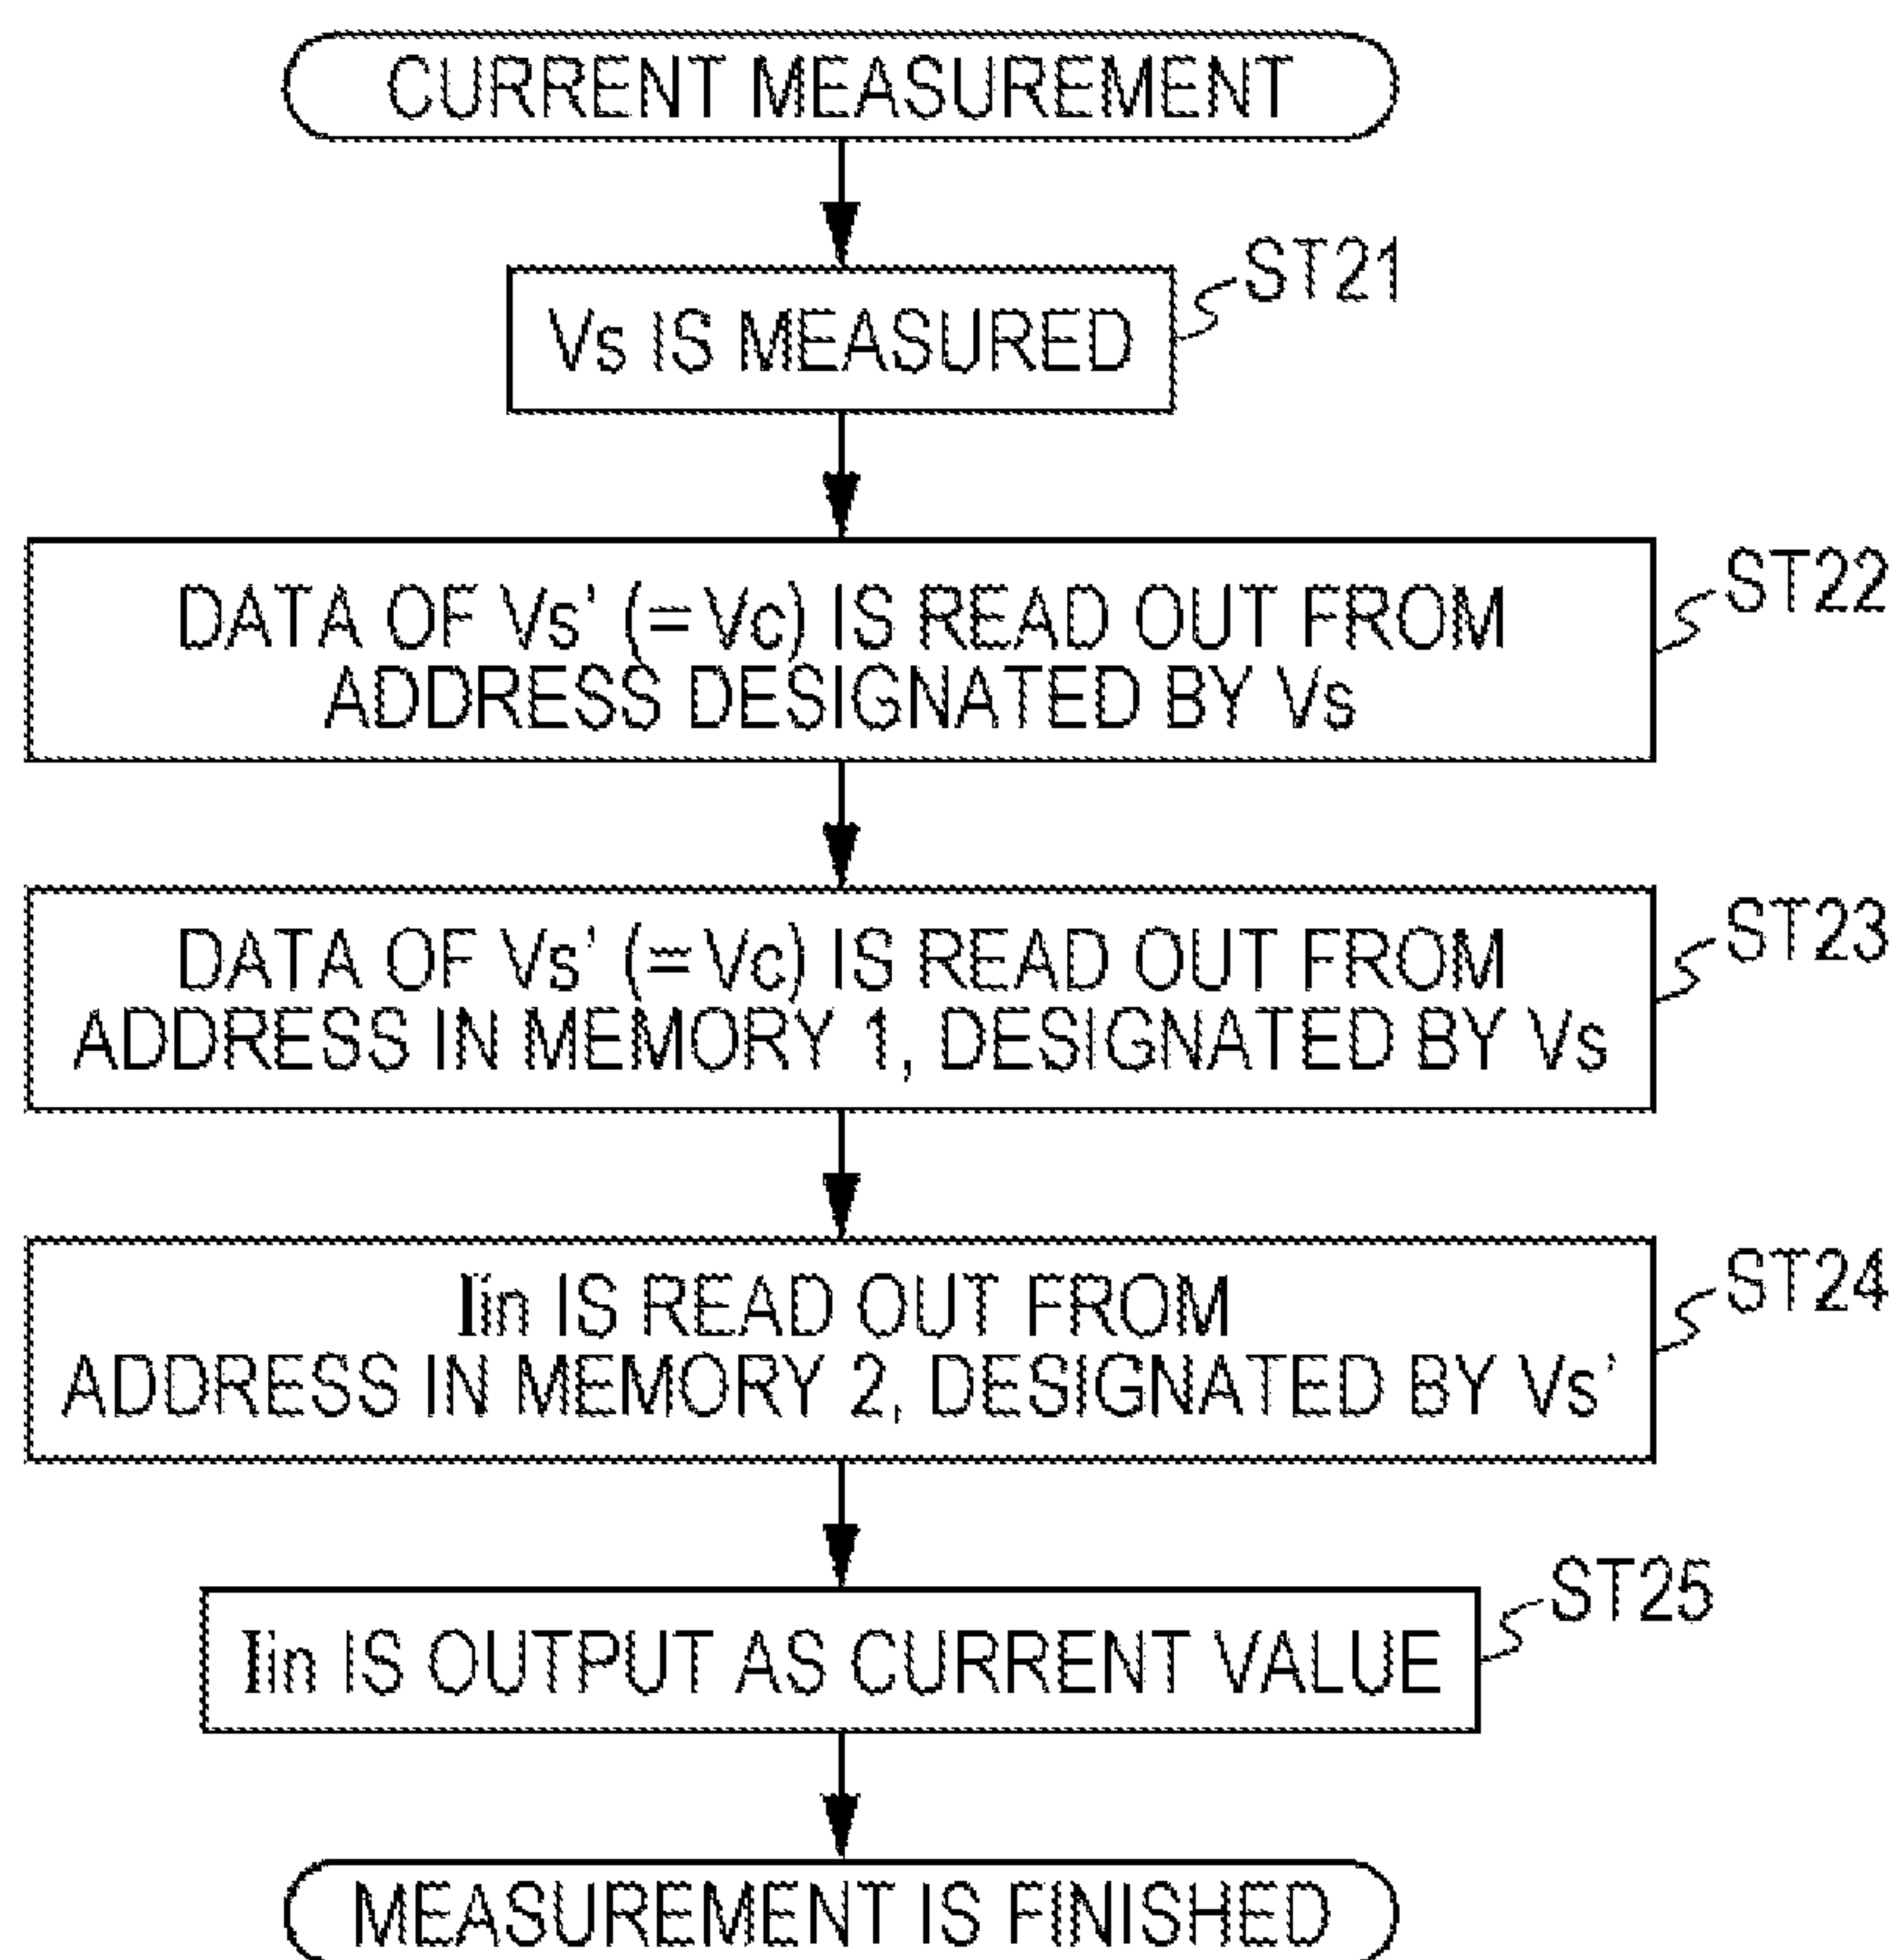 CURRENT MEASUREMENT
ST21
Vs IS MEASURED
ST22
DATA OF Vs' (= Vc) IS READ OUT FROM
ADDRESS DESIGNATED BY Vs
ST23
DATA OF Vs' (= Vc) IS READ OUT FROM
ADDRESS IN MEMORY 1, DESIGNATED BY Vs
ST24
Iin IS READ OUT FROM
ADDRESS IN MEMORY 2, DESIGNATED BY Vs'
ST25
Iin IS OUTPUT AS CURRENT VALUE
MEASUREMENT IS FINISHED